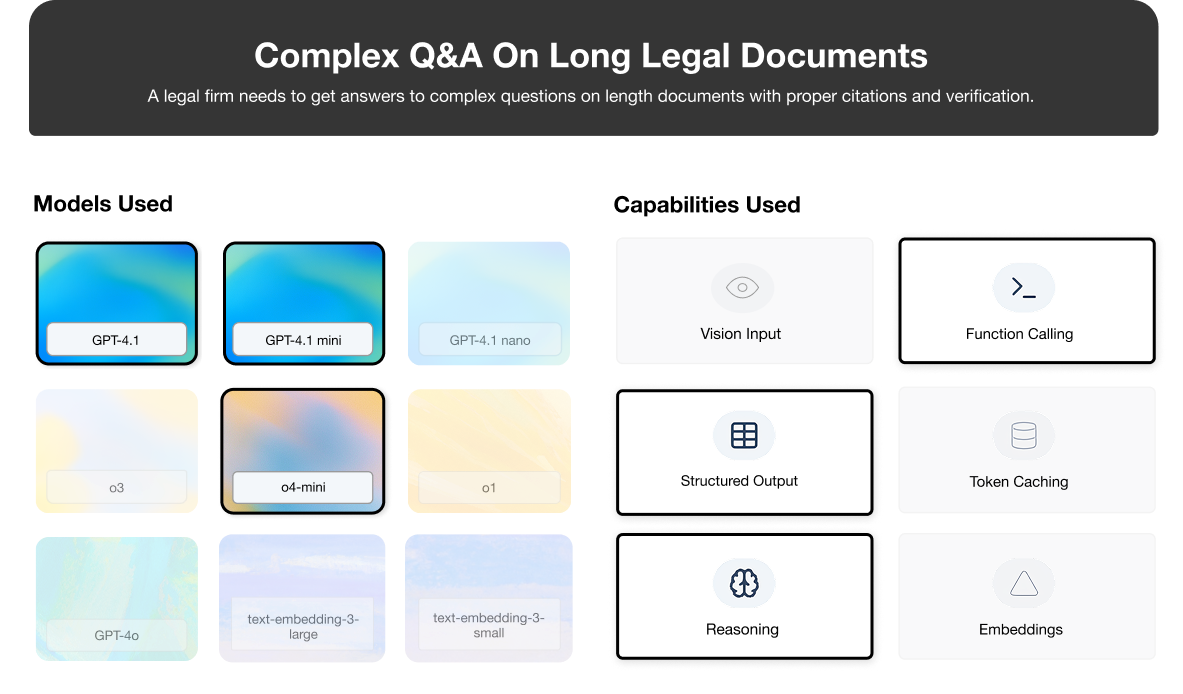 Complex Q&A On Long Legal Documents
A legal firm needs to get answers to complex questions on length documents with proper citations and verification.
Models Used
GPT-4.1
GPT-4.1 mini
GPT-4.1 nano
o3
o4-mini
o1
GPT-4o
text-embedding-3-
large
text-embedding-3-
small
Capabilities Used
Vision Input
Function Calling
Structured Output
Token Caching
Reasoning
Embeddings